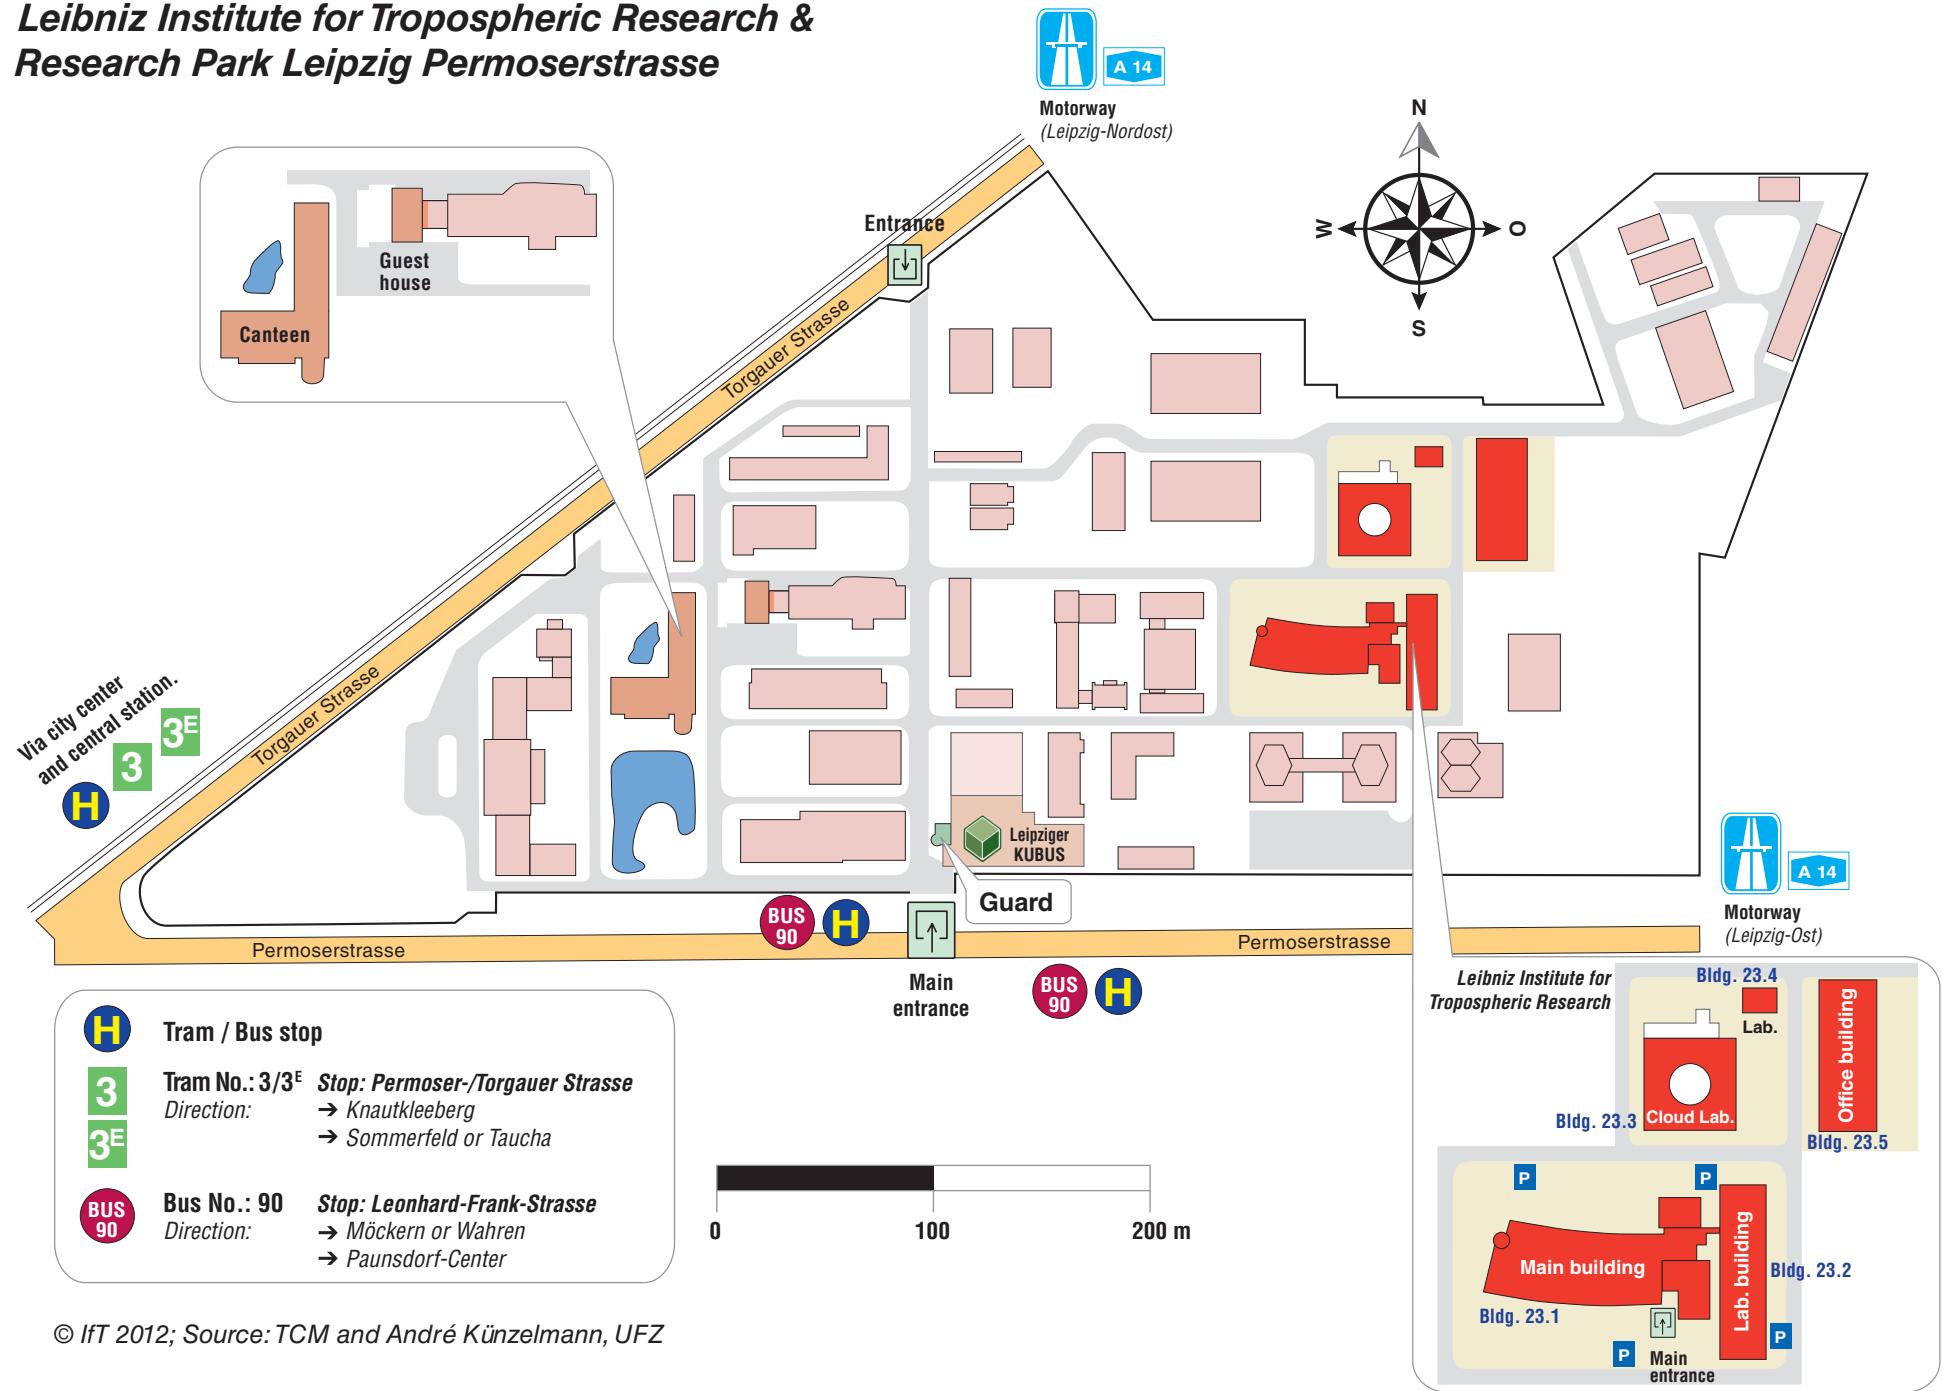 Leibniz Institute for Tropospheric Research &
Research Park Leipzig Permoserstrasse
A 14
Motorway
(Leipzig-Nordost)
N
W
O
S
Entrance
Guest
house
Canteen
Torgauer Strasse
Torgauer Strasse
Via city center
and central station.
3E
3
H
Leipziger
KUBUS
Guard
A 14
Motorway
(Leipzig-Ost)
BUS
90
H
Permoserstrasse
Permoserstrasse
Main
entrance
BUS
90
H
Leibniz Institute for
Tropospheric Research
Bldg. 23.4
Lab.
Office building
Cloud Lab.
Bldg. 23.3
Bldg. 23.5
P
P
Main building
Lab. building
Bldg. 23.2
Bldg. 23.1
P
P
Main
entrance
H
Tram / Bus stop
3
Tram No.: 3/3E Stop: Permoser-/Torgauer Strasse
Direction: ➔ Knautkleeberg
3E
➔ Sommerfeld or Taucha
BUS
90
Bus No.: 90 Stop: Leonhard-Frank-Strasse
Direction: ➔ Möckern or Wahren
➔ Paunsdorf-Center
0 100 200 m
© IfT 2012; Source: TCM and André Künzelmann, UFZ